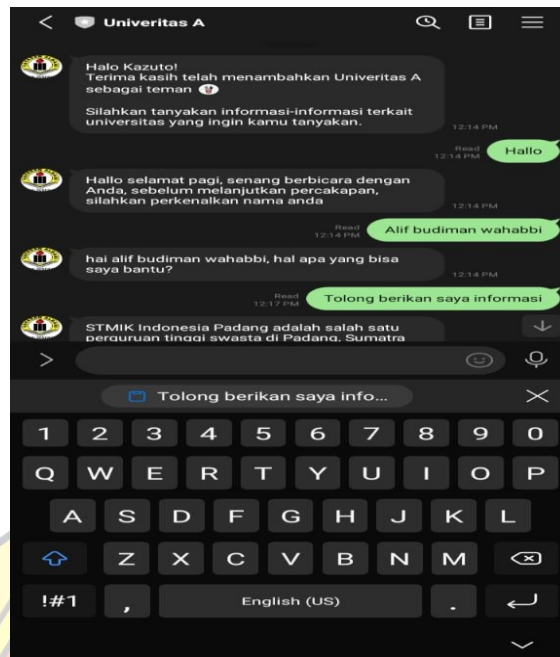 Univeritas A
Halo Kazuto!
Terima kasih telah menambahkan Univeritas A
sebagai teman
Silahkan tanyakan informasi-informasi terkait
universitas yang ingin kamu tanyakan.
12:14 PM
Read
12:14 PM
Hallo
Hallo selamat pagi, senang berbicara dengan
Anda, sebelum melanjutkan percakapan,
silahkan perkenalkan nama anda
12:14 PM
Read
12:14 PM
Alif budiman wahabbi
hai alif budiman wahabbi, hal apa yang bisa
saya bantu?
12:14 PM
Read
12:17 PM
Tolong berikan saya informasi
STMIK Indonesia Padang adalah salah satu
perguruan tinggi swasta di Padang, Sumatra
Tolong berikan saya info...
1 2 3 4 5 6 7 8 9 0
Q W E R T Y U I O P
A S D F G H J K L
Z X C V B N M
!#1 , English (US) .